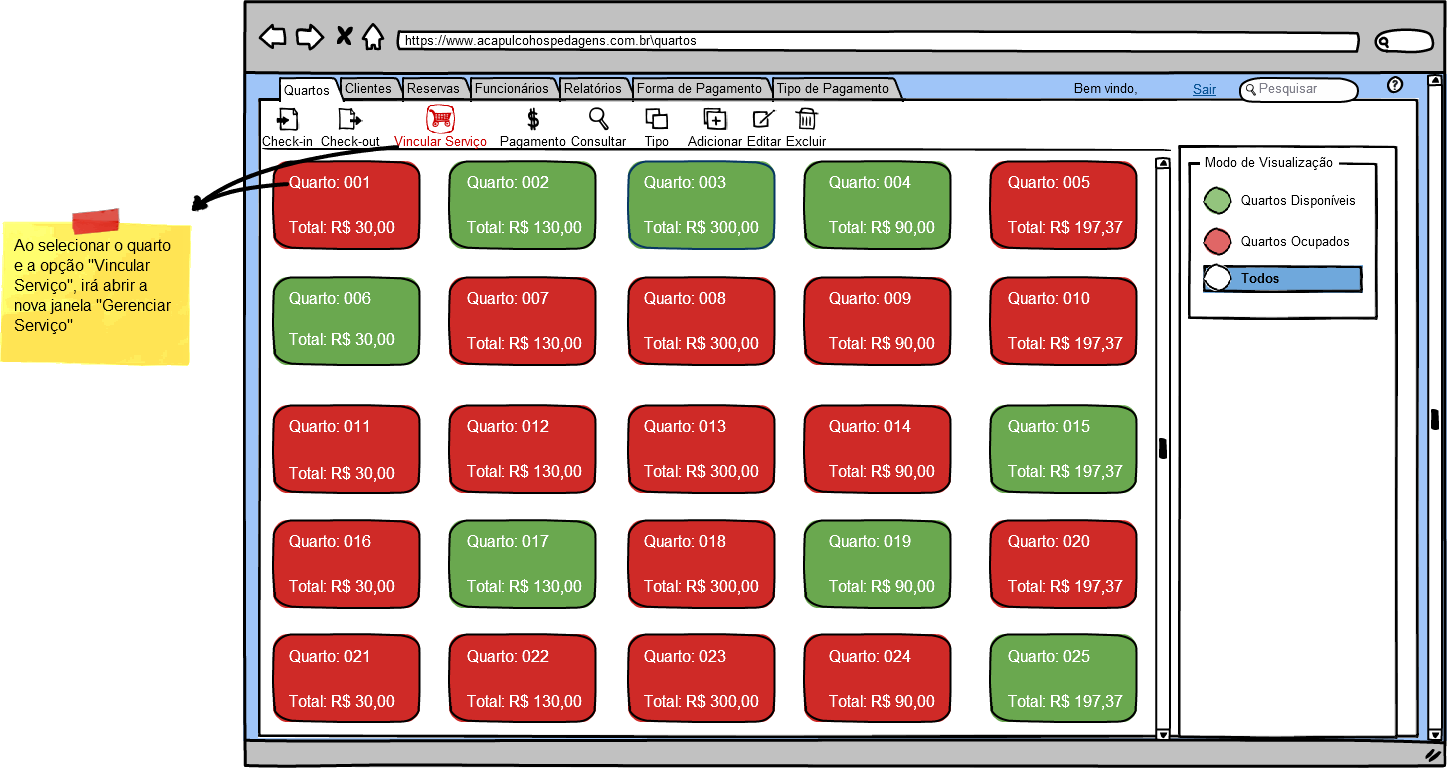 https://www.acapulcohospedagens.com.br\quartos
Quartos Clientes Reservas Funcionários Relatórios Forma de Pagamento Tipo de Pagamento Bem vindo, Sair Pesquisar ?
Check-in Check-out Vincular Serviço Pagamento Consultar Tipo Adicionar Editar Excluir
Ao selecionar o quarto
e a opção "Vincular
Serviço", irá abrir a
nova janela "Gerenciar
Serviço"
Quarto: 001 Quarto: 002 Quarto: 003 Quarto: 004 Quarto: 005
Total: R$ 30,00 Total: R$ 130,00 Total: R$ 300,00 Total: R$ 90,00 Total: R$ 197,37
Quarto: 006 Quarto: 007 Quarto: 008 Quarto: 009 Quarto: 010
Total: R$ 30,00 Total: R$ 130,00 Total: R$ 300,00 Total: R$ 90,00 Total: R$ 197,37
Quarto: 011 Quarto: 012 Quarto: 013 Quarto: 014 Quarto: 015
Total: R$ 30,00 Total: R$ 130,00 Total: R$ 300,00 Total: R$ 90,00 Total: R$ 197,37
Quarto: 016 Quarto: 017 Quarto: 018 Quarto: 019 Quarto: 020
Total: R$ 30,00 Total: R$ 130,00 Total: R$ 300,00 Total: R$ 90,00 Total: R$ 197,37
Quarto: 021 Quarto: 022 Quarto: 023 Quarto: 024 Quarto: 025
Total: R$ 30,00 Total: R$ 130,00 Total: R$ 300,00 Total: R$ 90,00 Total: R$ 197,37
Modo de Visualização
Quartos Disponíveis
Quartos Ocupados
Todos